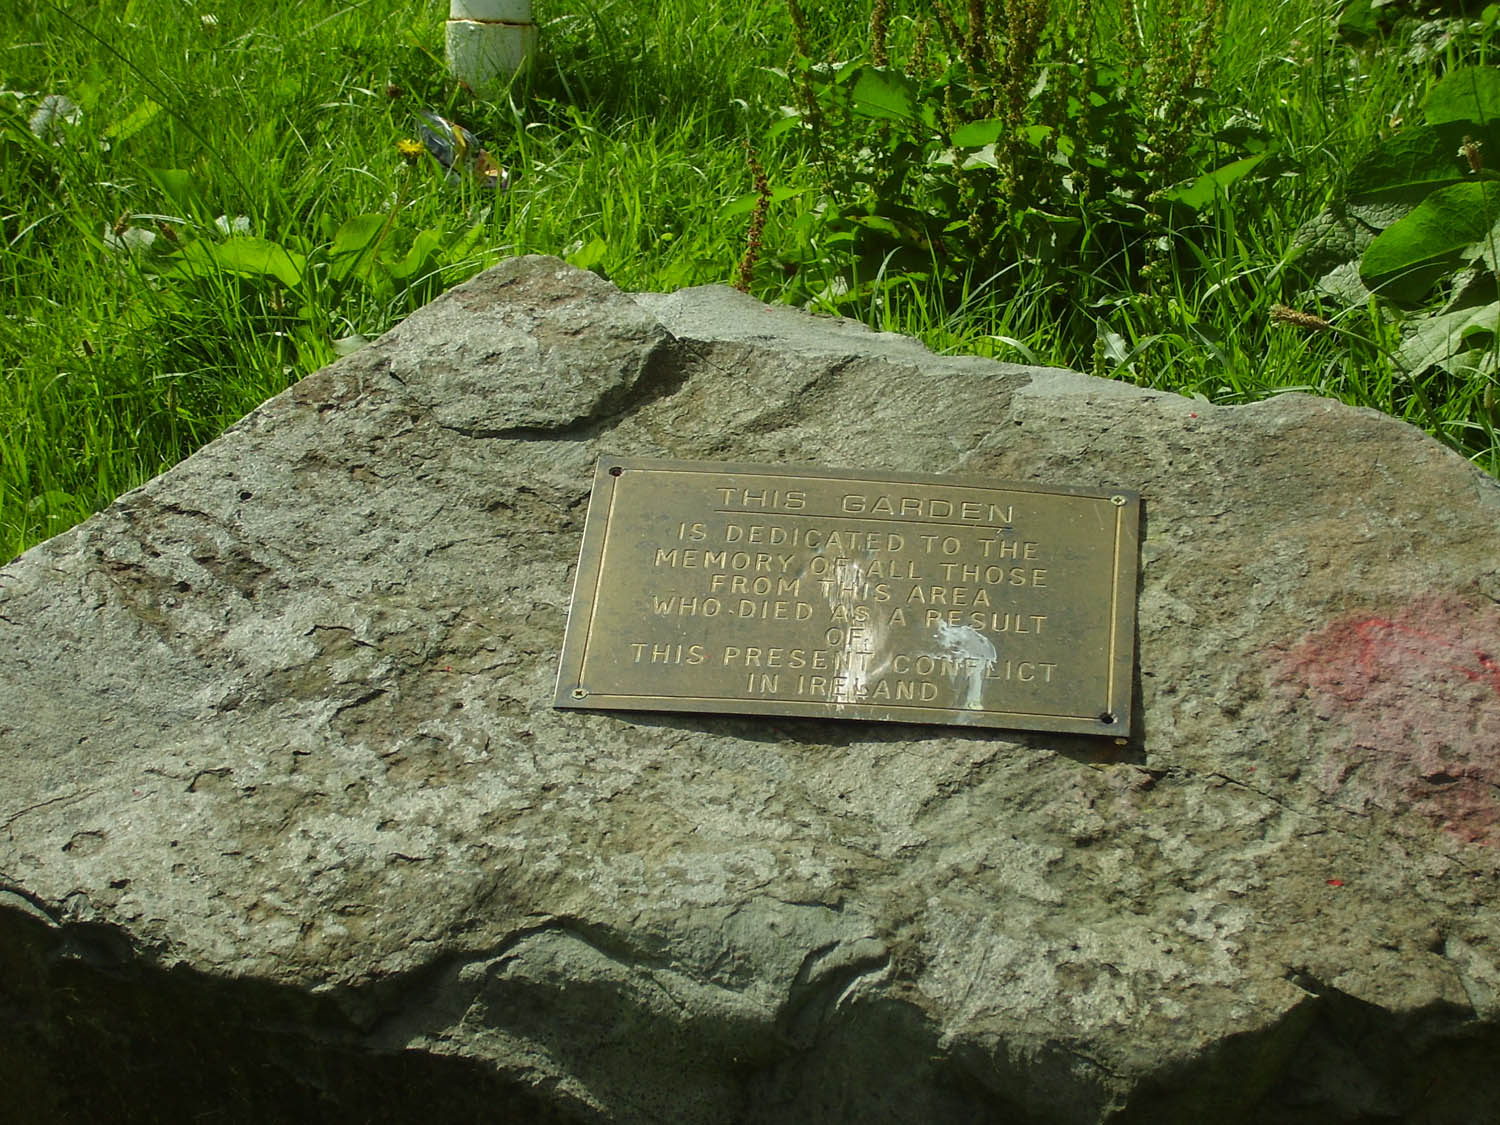 THIS GARDEN
IS DEDICATED TO THE
MEMORY OF ALL THOSE
FROM THIS AREA
WHO DIED AS A RESULT
OF
THIS PRESENT CONFLICT
IN IRELAND